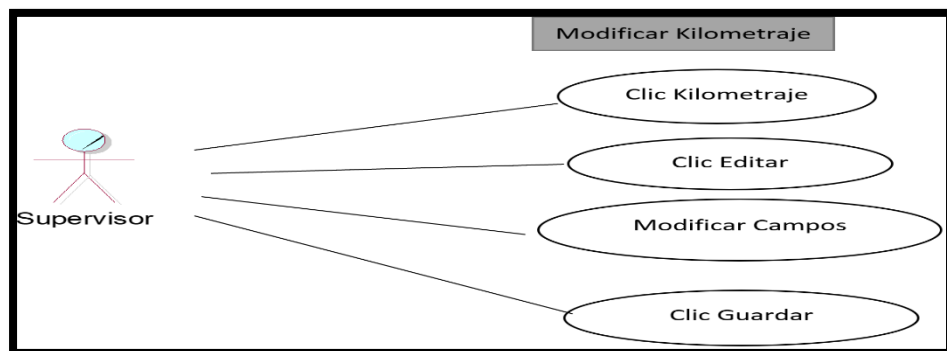 Modificar Kilometraje
Clic Kilometraje
Clic Editar
Supervisor
Modificar Campos
Clic Guardar